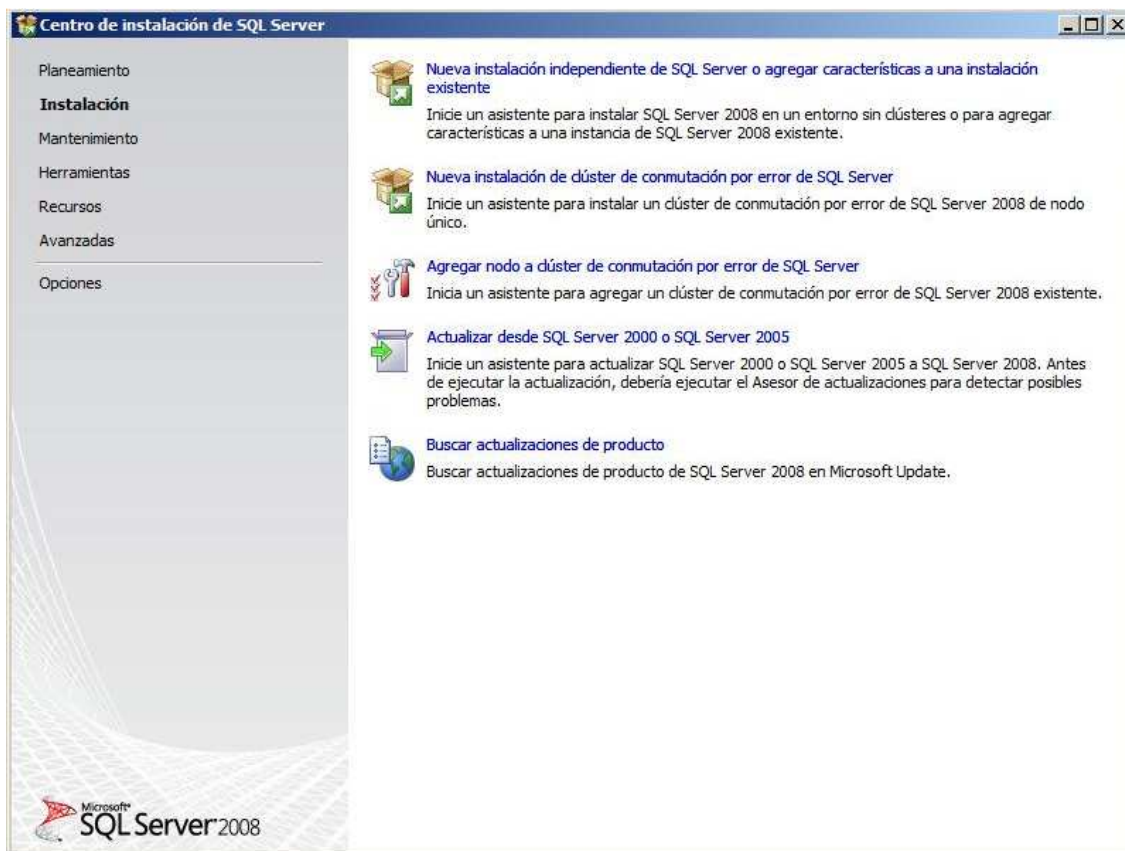 Centro de instalación de SQL Server
Planeamiento
Instalación
Mantenimiento
Herramientas
Recursos
Avanzadas
Opciones
Nueva instalación independiente de SQL Server o agregar características a una instalación
existente
Inicie un asistente para instalar SQL Server 2008 en un entorno sin clústeres o para agregar
características a una instancia de SQL Server 2008 existente.
Nueva instalación de clúster de conmutación por error de SQL Server
Inicie un asistente para instalar un clúster de conmutación por error de SQL Server 2008 de nodo
único.
Agregar nodo a clúster de conmutación por error de SQL Server
Inicia un asistente para agregar un clúster de conmutación por error de SQL Server 2008 existente.
Actualizar desde SQL Server 2000 o SQL Server 2005
Inicie un asistente para actualizar SQL Server 2000 o SQL Server 2005 a SQL Server 2008. Antes
de ejecutar la actualización, debería ejecutar el Asesor de actualizaciones para detectar posibles
problemas.
Buscar actualizaciones de producto
Buscar actualizaciones de producto de SQL Server 2008 en Microsoft Update.
Microsoft®
SQL Server 2008